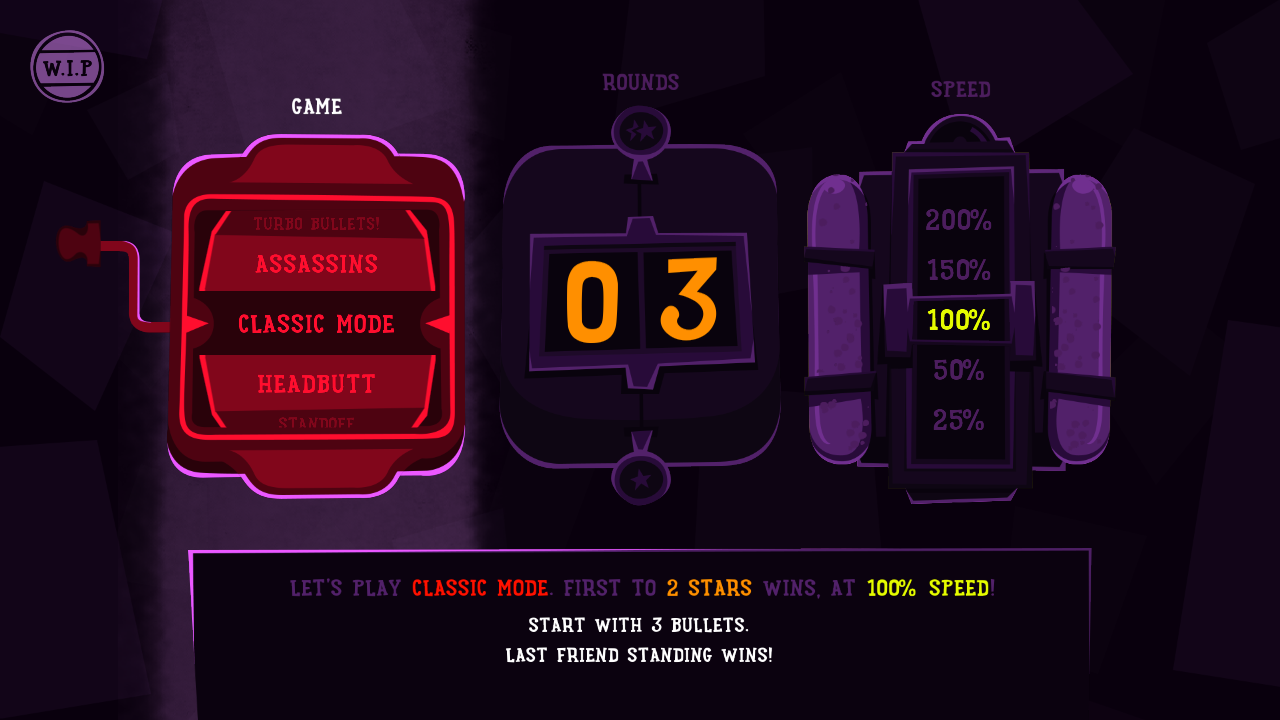 W.I.P
GAME
ROUNDS
SPEED
TURBO BULLETS!
ASSASSINS
CLASSIC MODE
HEADBUTT
STANDOFF
03
200%
150%
100%
50%
25%
LET'S PLAY CLASSIC MODE. FIRST TO 2 STARS WINS, AT 100% SPEED!
START WITH 3 BULLETS.
LAST FRIEND STANDING WINS!